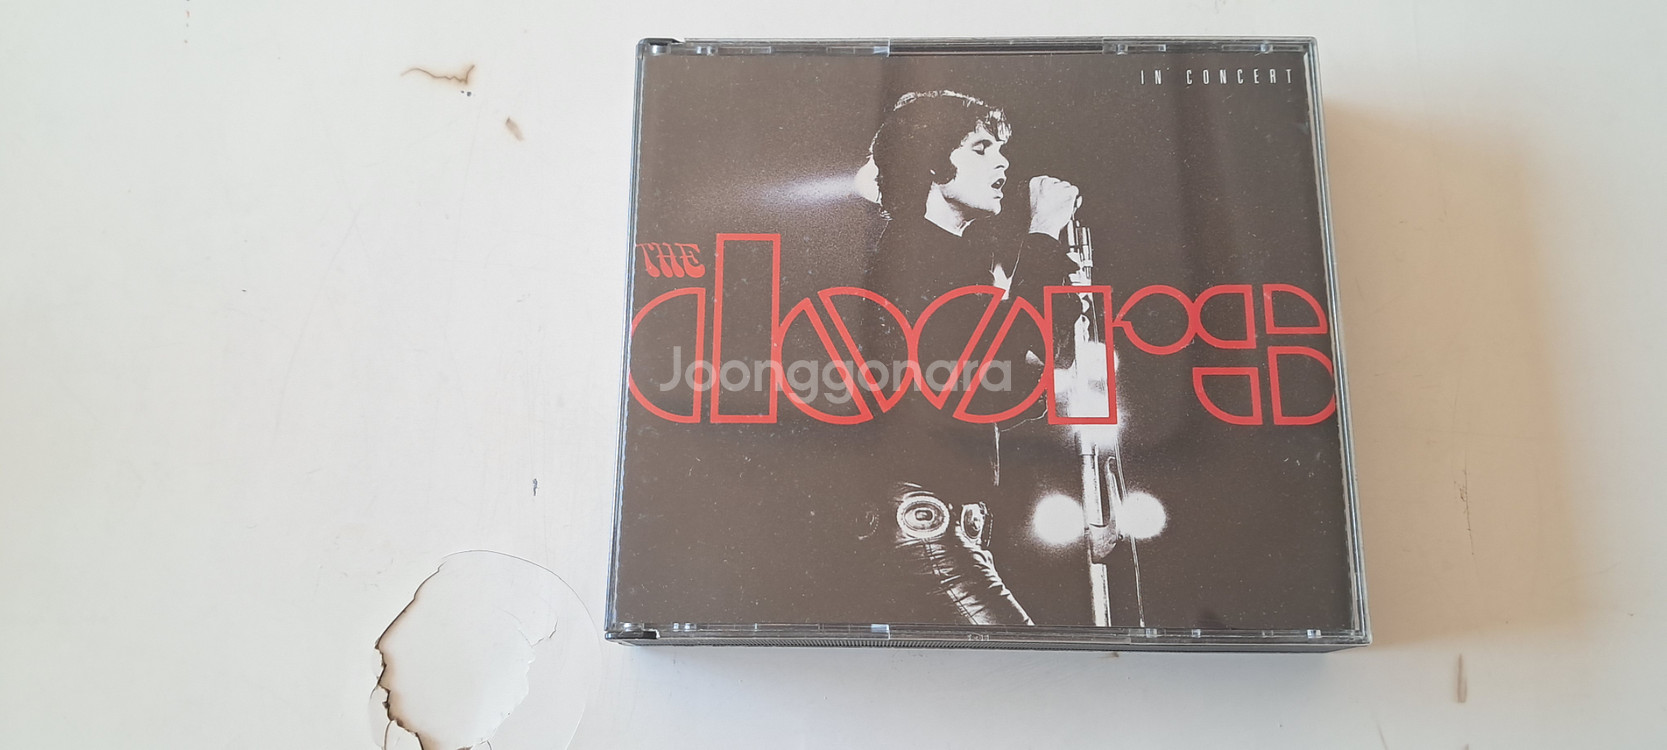 IN CONCERT
THE
doors
Joonggonara